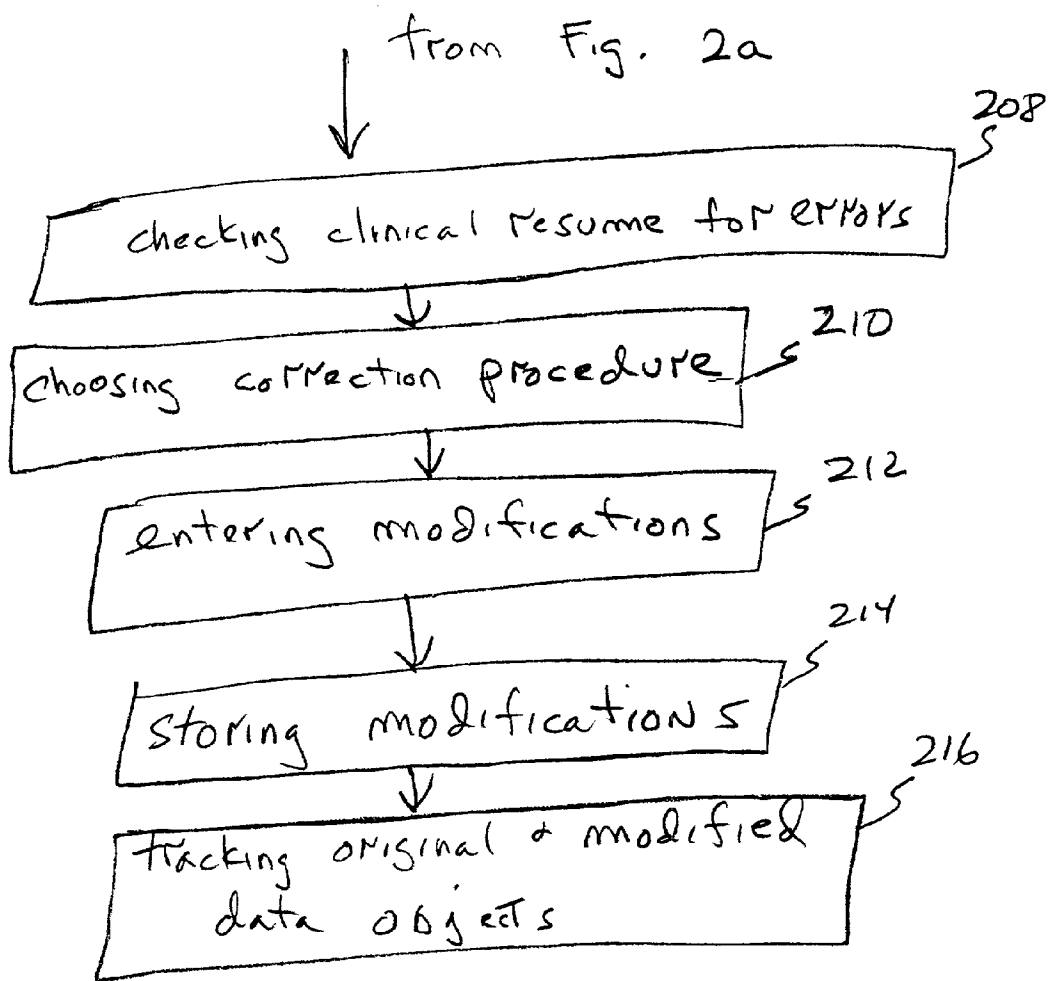 from Fig. 2a
208
checking clinical resume for errors
210
choosing correction procedure
212
entering modifications
214
storing modifications
216
tracking original & modified
data objects